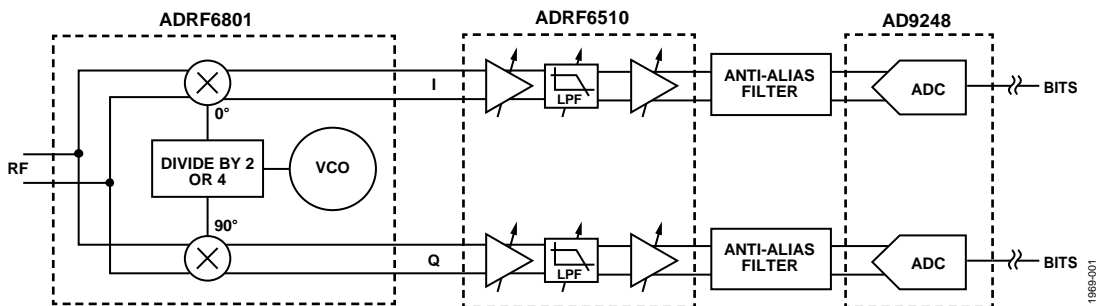 ADRF6801
ADRF6510
AD9248
RF
0°
DIVIDE BY 2
OR 4
VCO
90°
I
LPF
ANTI-ALIAS
FILTER
ADC
BITS
Q
LPF
ANTI-ALIAS
FILTER
ADC
BITS
1969-001